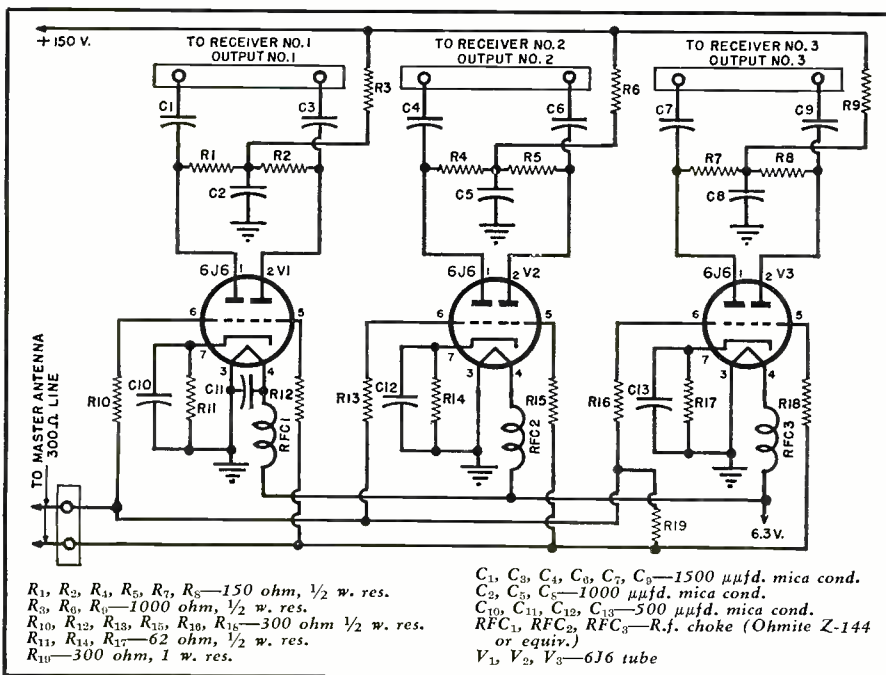 + 150 V.
TO RECEIVER NO. 1
OUTPUT NO. 1
TO RECEIVER NO. 2
OUTPUT NO. 2
TO RECEIVER NO. 3
OUTPUT NO. 3
R3
R6
R9
C1
C3
C4
C6
C7
C9
R1
R2
R4
R5
R7
R8
C2
C5
C8
6J6
1
2
V1
6J6
1
2
V2
6J6
1
2
V3
6
5
6
5
6
5
7
3
4
7
3
4
7
3
4
C10
R10
R11
C11
R12
RFC1
R13
C12
R14
R15
RFC2
R16
C13
R17
R18
RFC3
R19
6.3 V.
TO MASTER ANTENNA
300Ω LINE
R₁, R₂, R₄, R₅, R₇, R₈—150 ohm, ½ w. res.
R₃, R₆, R₉—1000 ohm, ½ w. res.
R₁₀, R₁₂, R₁₃, R₁₅, R₁₆, R₁₈—300 ohm ½ w. res.
R₁₁, R₁₄, R₁₇—62 ohm, ½ w. res.
R₁₉—300 ohm, 1 w. res.
C₁, C₃, C₄, C₆, C₇, C₉—1500 μμfd. mica cond.
C₂, C₅, C₈—1000 μμfd. mica cond.
C₁₀, C₁₁, C₁₂, C₁₃—500 μμfd. mica cond.
RFC₁, RFC₂, RFC₃—R.f. choke (Ohmite Z-144
or equiv.)
V₁, V₂, V₃—6J6 tube